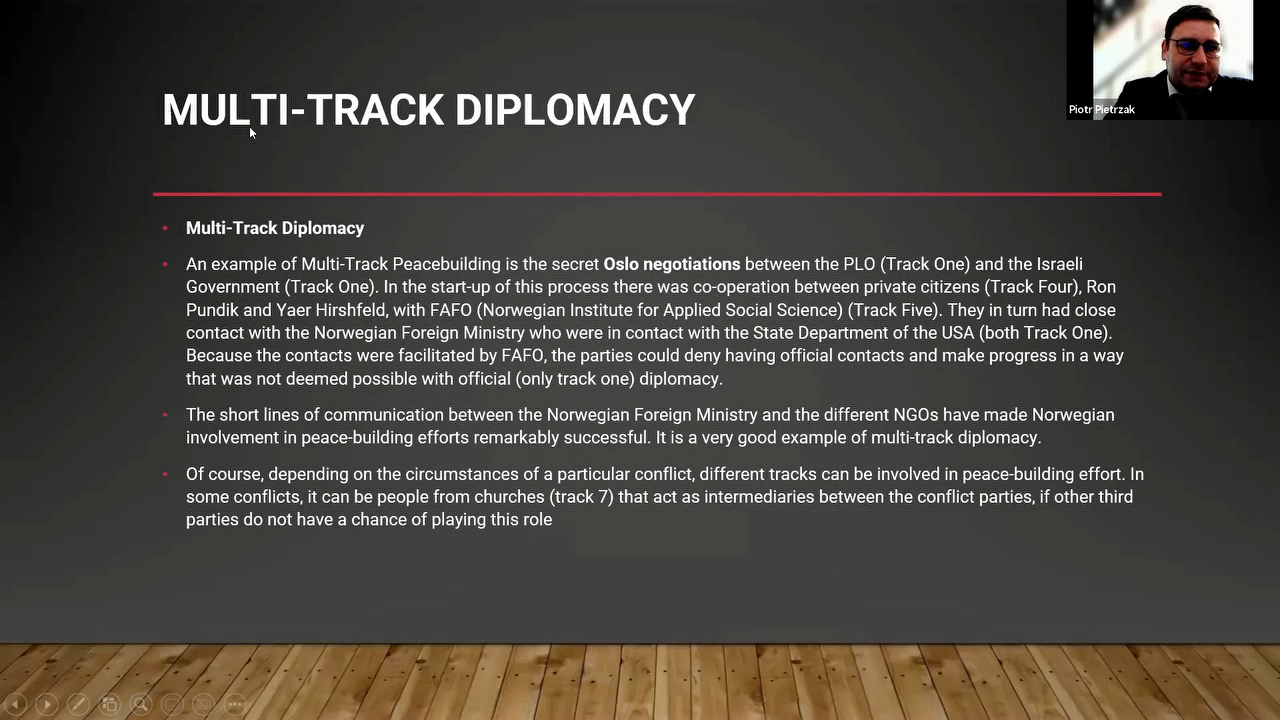 MULTI-TRACK DIPLOMACY
Piotr Pietrzak
• Multi-Track Diplomacy
• An example of Multi-Track Peacebuilding is the secret Oslo negotiations between the PLO (Track One) and the Israeli
Government (Track One). In the start-up of this process there was co-operation between private citizens (Track Four), Ron
Pundik and Yaer Hirshfeld, with FAFO (Norwegian Institute for Applied Social Science) (Track Five). They in turn had close
contact with the Norwegian Foreign Ministry who were in contact with the State Department of the USA (both Track One).
Because the contacts were facilitated by FAFO, the parties could deny having official contacts and make progress in a way
that was not deemed possible with official (only track one) diplomacy.
• The short lines of communication between the Norwegian Foreign Ministry and the different NGOs have made Norwegian
involvement in peace-building efforts remarkably successful. It is a very good example of multi-track diplomacy.
• Of course, depending on the circumstances of a particular conflict, different tracks can be involved in peace-building effort. In
some conflicts, it can be people from churches (track 7) that act as intermediaries between the conflict parties, if other third
parties do not have a chance of playing this role